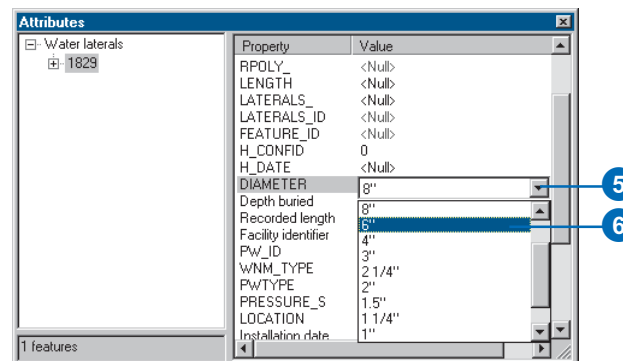 Attributes
Water laterals
1829
1 features
Property Value
RPOLY_ <Null>
LENGTH <Null>
LATERALS_ <Null>
LATERALS_ID <Null>
FEATURE_ID <Null>
H_CONFID 0
H_DATE <Null>
DIAMETER 8"
Depth buried
Recorded length
Facility identifier
PW_ID
WNM_TYPE
PWTYPE
PRESSURE_S
LOCATION
Installation date
8"
6"
4"
3"
2 1/4"
2"
1.5"
1 1/4"
1"
5
6